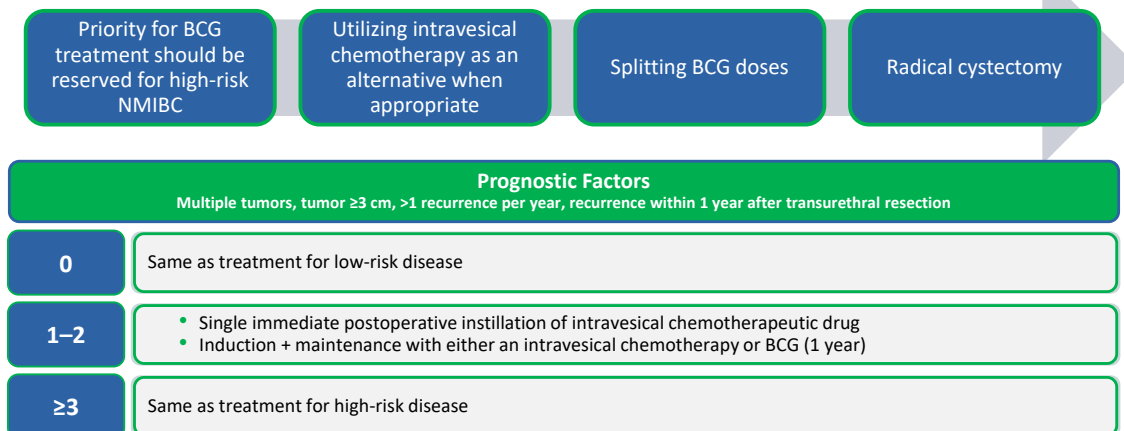 Priority for BCG
treatment should be
reserved for high-risk
NMIBC
Utilizing intravesical
chemotherapy as an
alternative when
appropriate
Splitting BCG doses
Radical cystectomy
Prognostic Factors
Multiple tumors, tumor ≥3 cm, >1 recurrence per year, recurrence within 1 year after transurethral resection
0
Same as treatment for low-risk disease
1–2
• Single immediate postoperative instillation of intravesical chemotherapeutic drug
• Induction + maintenance with either an intravesical chemotherapy or BCG (1 year)
≥3
Same as treatment for high-risk disease